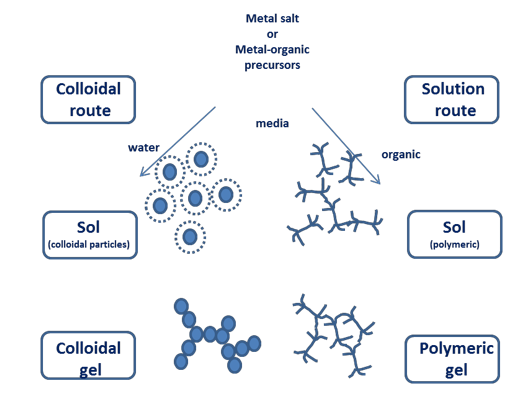 Metal salt
or
Metal-organic
precursors
Colloidal
route
Solution
route
media
water
organic
Sol
(colloidal particles)
Sol
(polymeric)
Colloidal
gel
Polymeric
gel